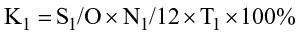 K₁ = S₁/O × N₁/12 × T₁ × 100%